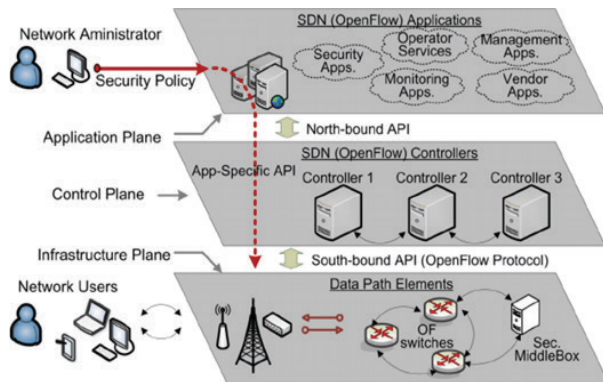 Network Aministrator
SDN (OpenFlow) Applications
Security Policy
Security
Apps.
Operator
Services
Management
Apps.
Monitoring
Apps.
Vendor
Apps.
Application Plane
North-bound API
SDN (OpenFlow) Controllers
App-Specific API
Controller 1
Controller 2
Controller 3
Control Plane
Infrastructure Plane
South-bound API (OpenFlow Protocol)
Network Users
Data Path Elements
OF
switches
Sec.
MiddleBox